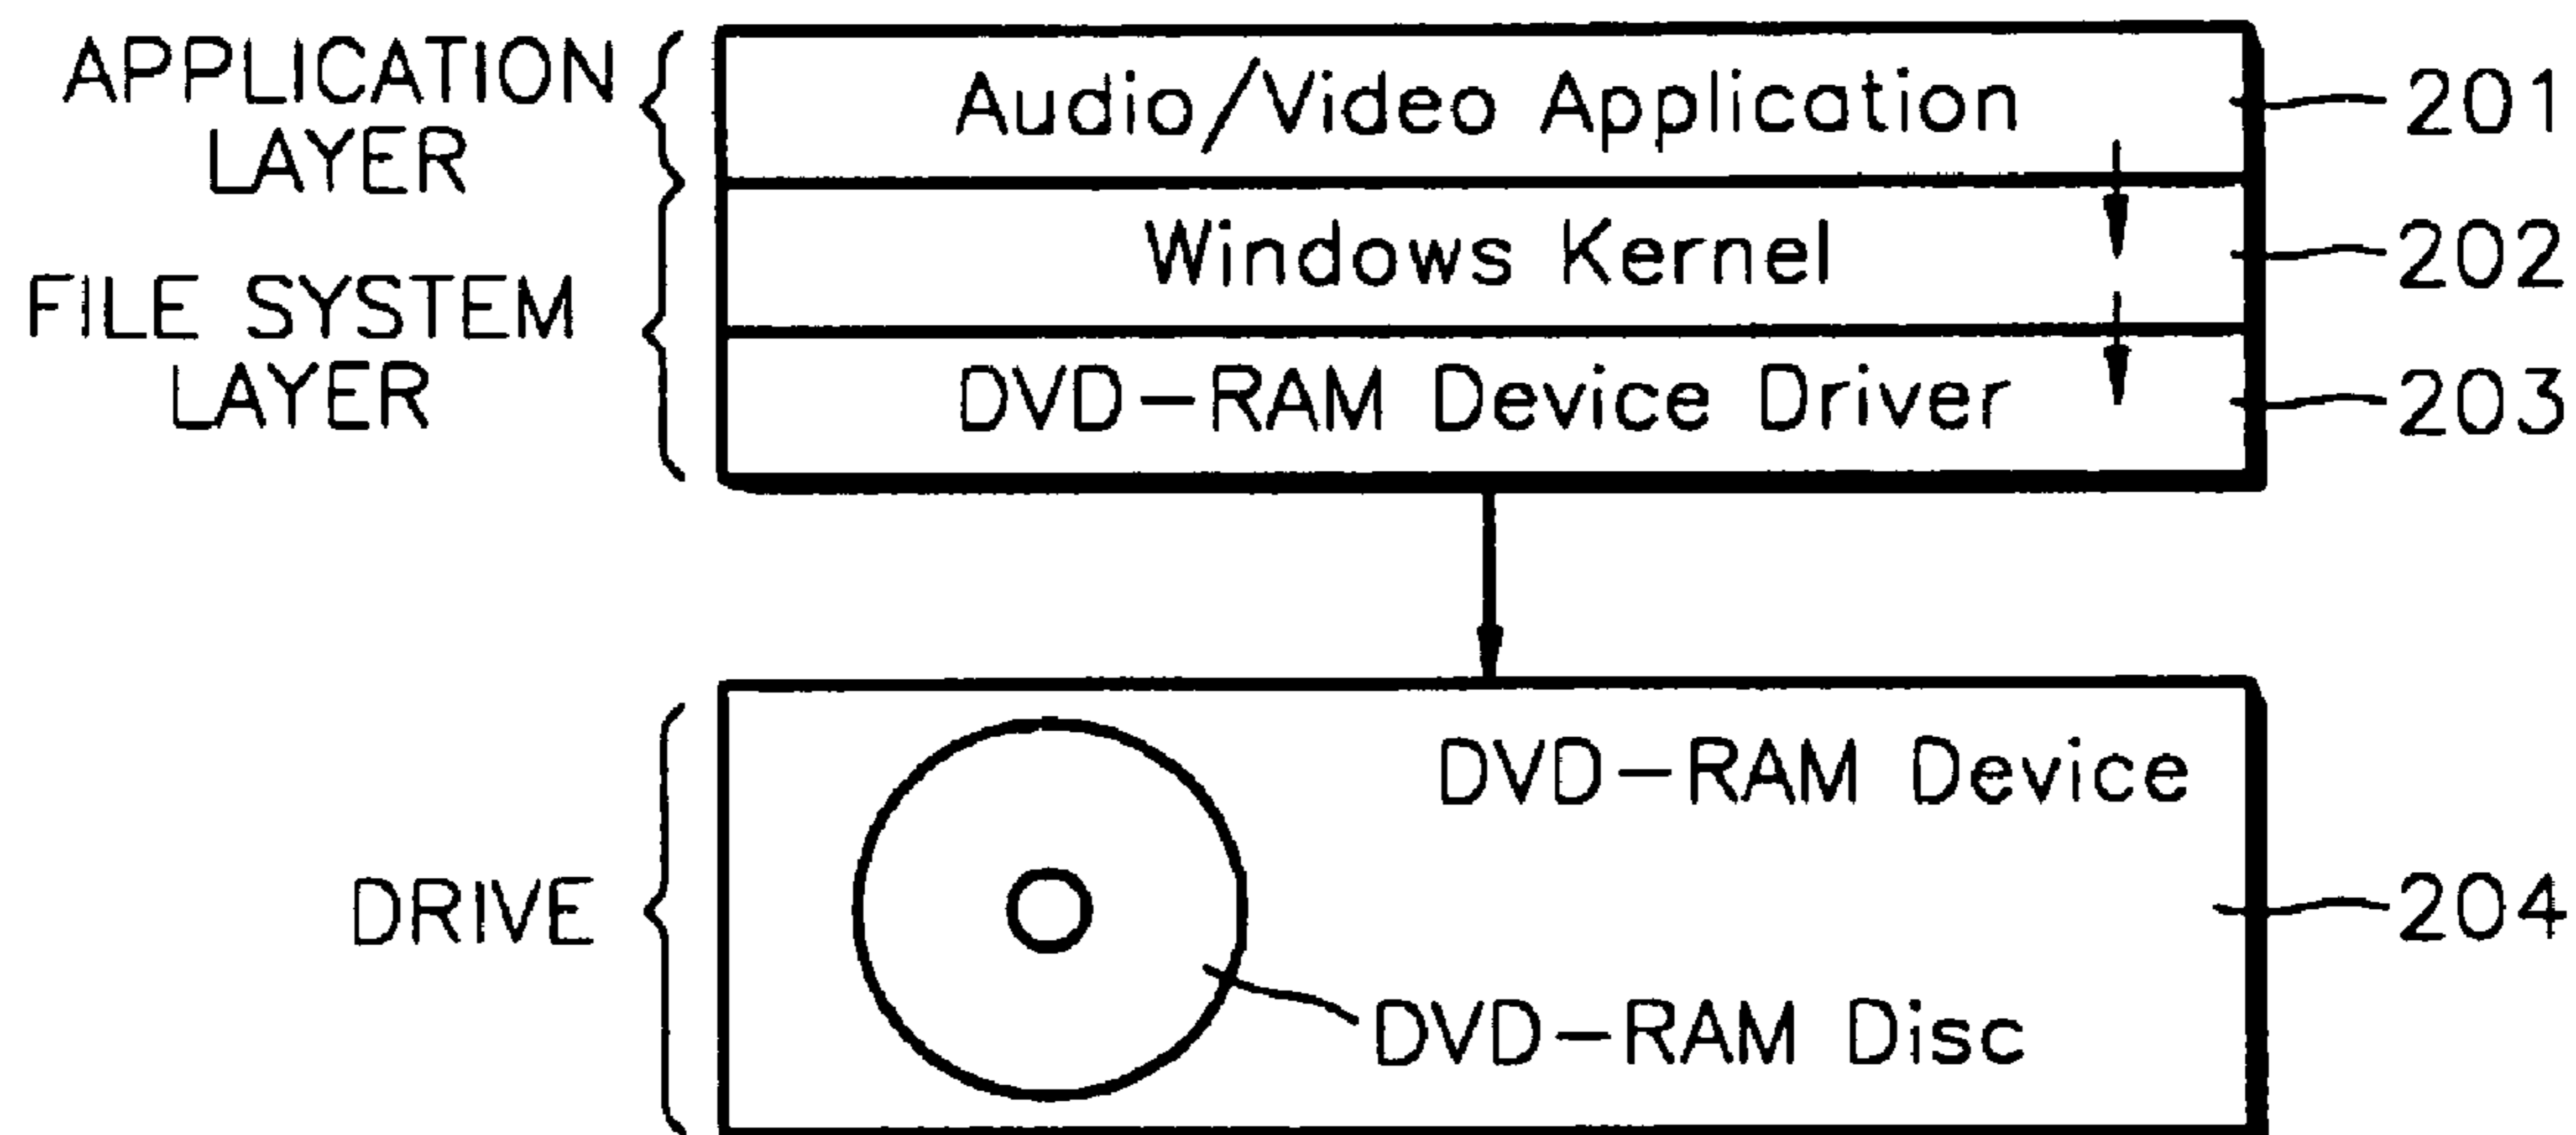 APPLICATION
LAYER
Audio/Video Application
201
Windows Kernel
202
FILE SYSTEM
LAYER
DVD-RAM Device Driver
203
DVD-RAM Device
DRIVE
204
DVD-RAM Disc